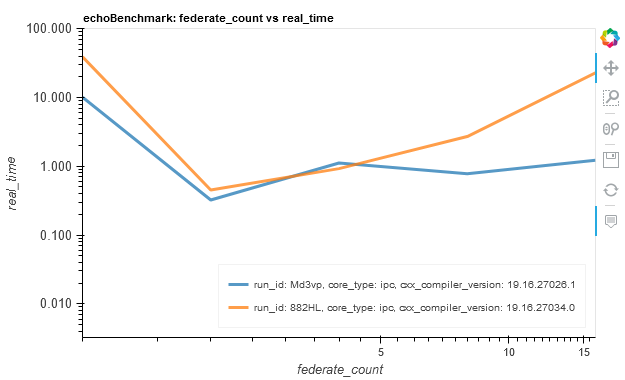 echoBenchmark: federate_count vs real_time
100.000
10.000
1.000
0.100
0.010
real_time
run_id: Md3vp, core_type: ipc, cxx_compiler_version: 19.16.27026.1
run_id: 882HL, core_type: ipc, cxx_compiler_version: 19.16.27034.0
5
10
15
federate_count